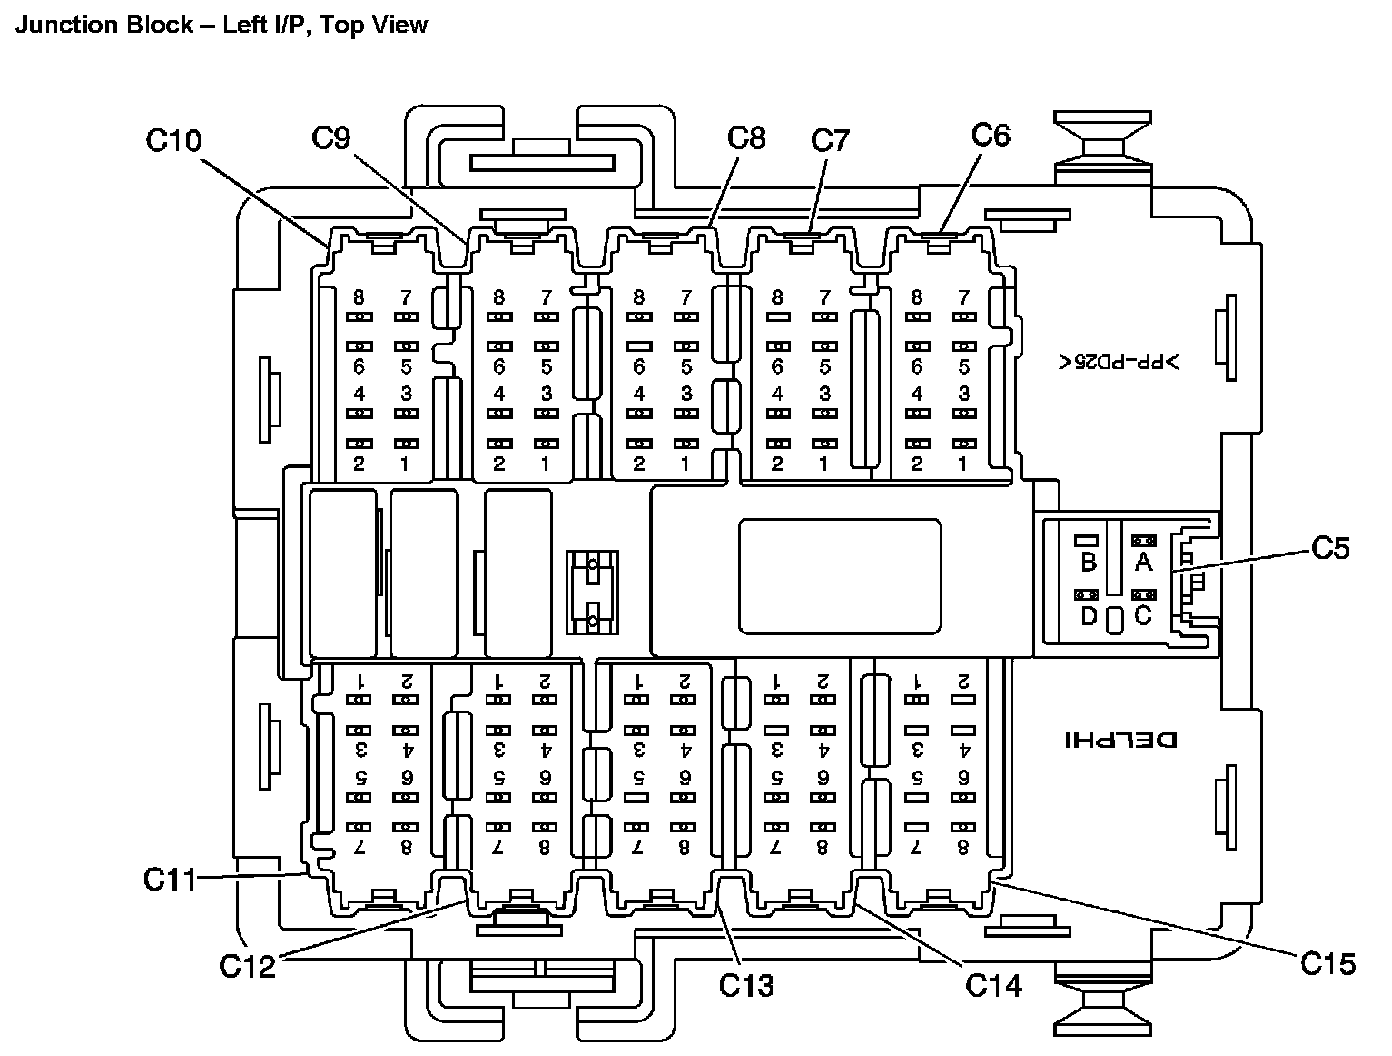 Junction Block – Left I/P, Top View
C10 C9 C8 C7 C6
8 7 8 7 8 7 8 7 8 7
6 5 6 5 6 5 6 5 6 5
>PP-PD25<
4 3 4 3 4 3 4 3 4 3
2 1 2 1 2 1 2 1 2 1
C5
B A
D C
1 2 1 2 1 2 1 2 1 2
3 4 3 4 3 4 3 4 3 4
DELPHI
5 6 5 6 5 6 5 6 5 6
7 8 7 8 7 8 7 8 7 8
C11
C12 C13 C14 C15